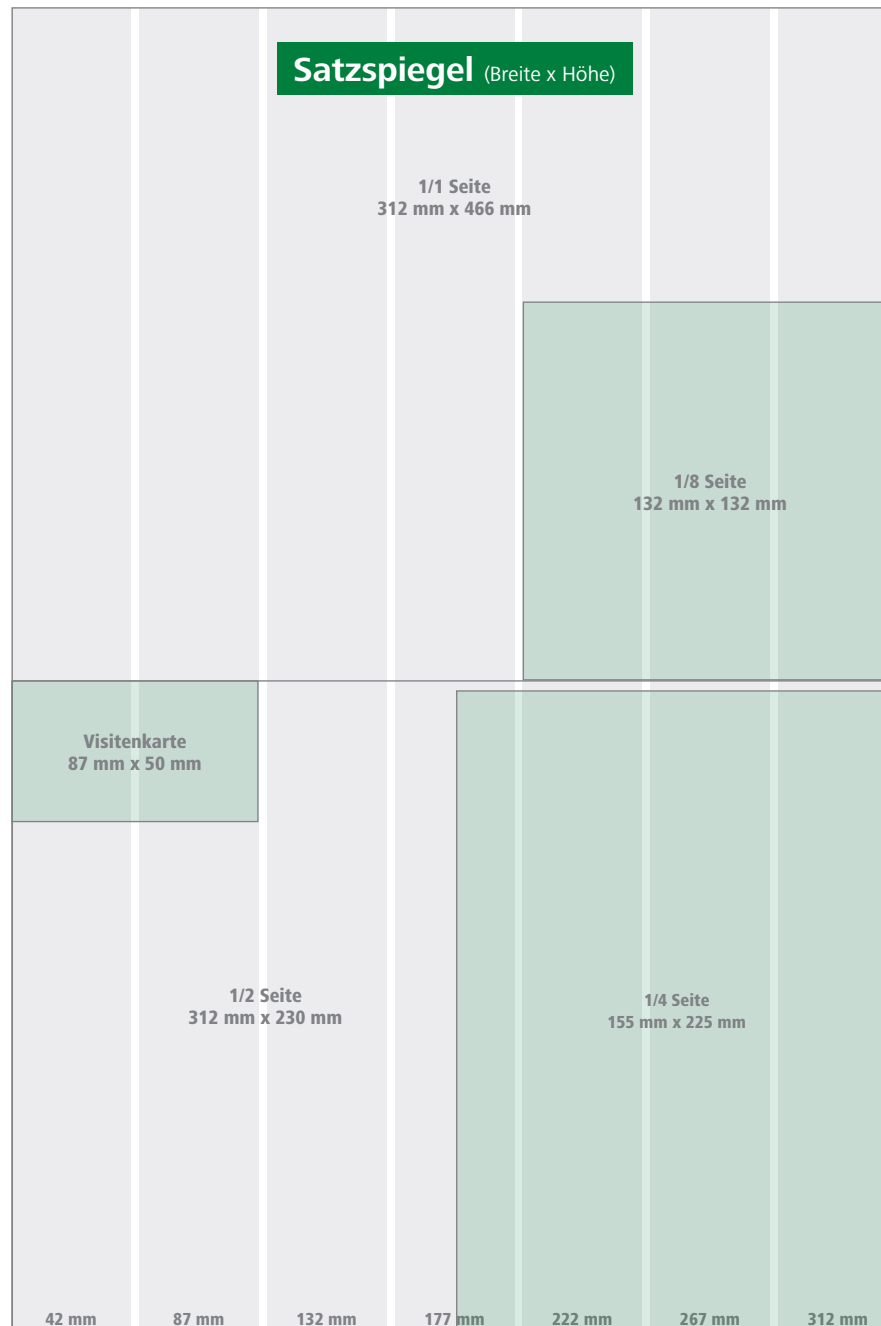 Satzspiegel (Breite x Höhe)
1/1 Seite
312 mm x 466 mm
1/8 Seite
132 mm x 132 mm
Visitenkarte
87 mm x 50 mm
1/2 Seite
312 mm x 230 mm
1/4 Seite
155 mm x 225 mm
42 mm 87 mm 132 mm 177 mm 222 mm 267 mm 312 mm